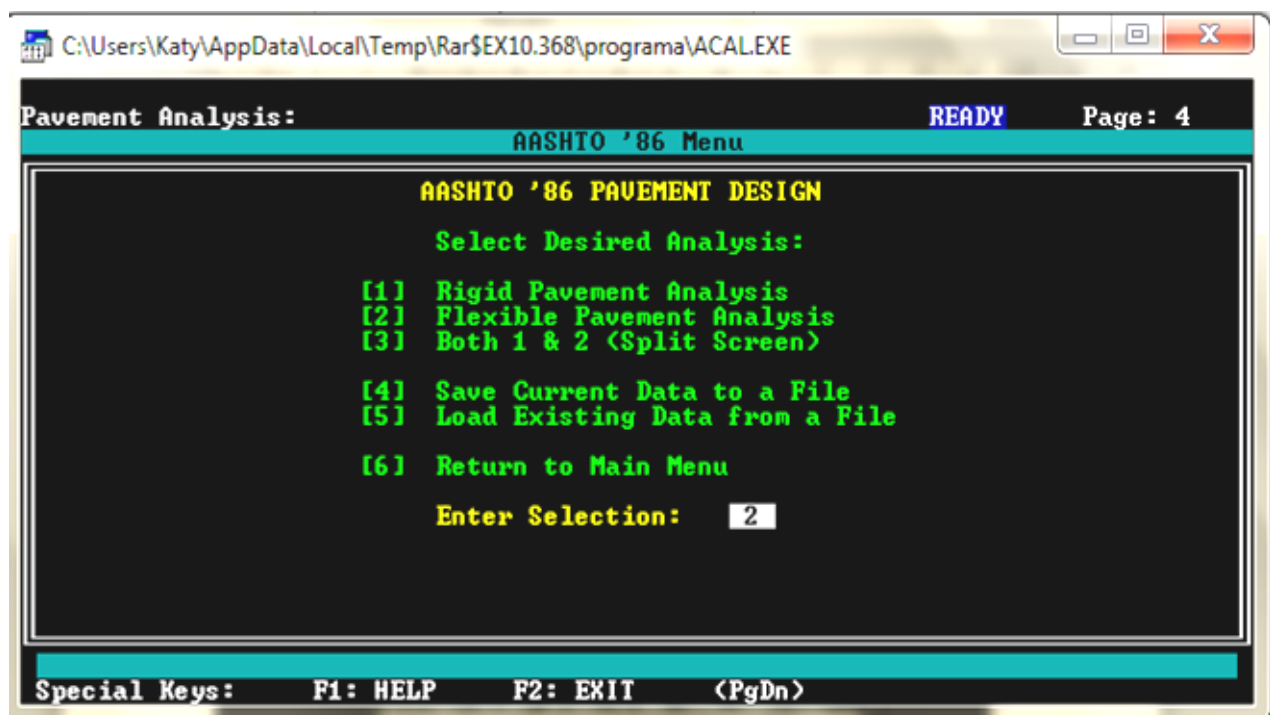 C:\Users\Katy\AppData\Local\Temp\Rar$EX10.368\programa\ACAL.EXE
Pavement Analysis: READY Page: 4
AASHTO '86 Menu
AASHTO '86 PAVEMENT DESIGN
Select Desired Analysis:
[1] Rigid Pavement Analysis
[2] Flexible Pavement Analysis
[3] Both 1 & 2 (Split Screen)
[4] Save Current Data to a File
[5] Load Existing Data from a File
[6] Return to Main Menu
Enter Selection: 2
Special Keys: F1: HELP F2: EXIT (PgDn)